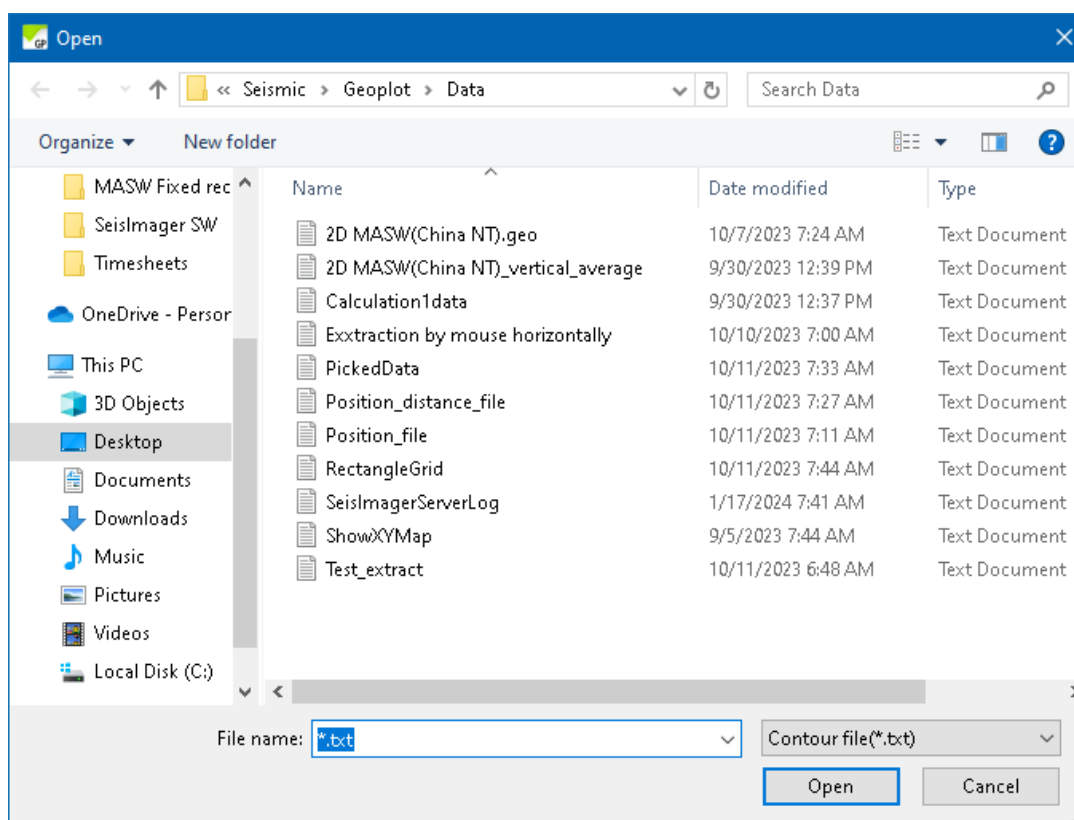 GP Open
« Seismic › Geoplot › Data
Search Data
Organize
New folder
?
MASW Fixed rec
SeisImager SW
Timesheets
OneDrive - Person
This PC
3D Objects
Desktop
Documents
Downloads
Music
Pictures
Videos
Local Disk (C:)
Name Date modified Type
2D MASW(China NT).geo 10/7/2023 7:24 AM Text Document
2D MASW(China NT)_vertical_average 9/30/2023 12:39 PM Text Document
Calculation1data 9/30/2023 12:37 PM Text Document
Exxtraction by mouse horizontally 10/10/2023 7:00 AM Text Document
PickedData 10/11/2023 7:33 AM Text Document
Position_distance_file 10/11/2023 7:27 AM Text Document
Position_file 10/11/2023 7:11 AM Text Document
RectangleGrid 10/11/2023 7:44 AM Text Document
SeisImagerServerLog 1/17/2024 7:41 AM Text Document
ShowXYMap 9/5/2023 7:44 AM Text Document
Test_extract 10/11/2023 6:48 AM Text Document
File name: *.txt
Contour file(*.txt)
Open
Cancel